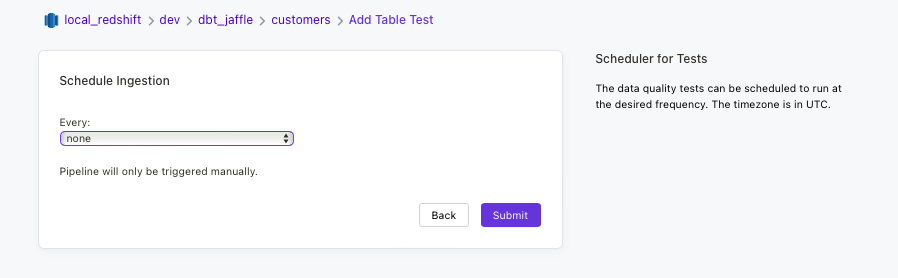 local_redshift > dev > dbt_jaffle > customers > Add Table Test
Schedule Ingestion
Every:
none
Pipeline will only be triggered manually.
Back
Submit
Scheduler for Tests
The data quality tests can be scheduled to run at
the desired frequency. The timezone is in UTC.